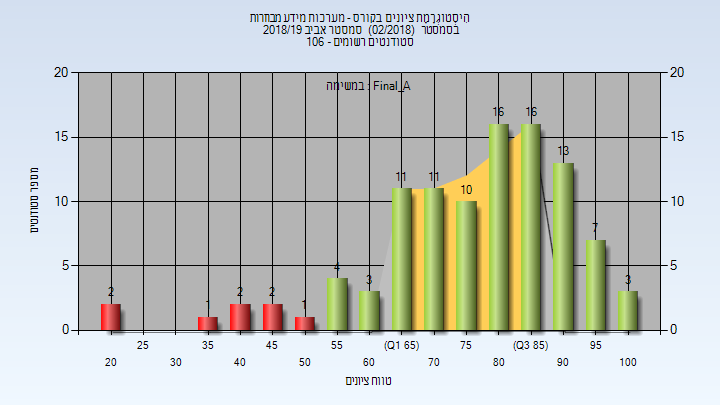 היסטוגרמת ציונים בקורס - מערכות מידע מבוזרות
בסמסטר (02/2018) סמסטר אביב 2018/19
סטודנטים רשומים - 106
במשימה : Final_A
מספר סטודנטים
20 20
15 15
10 10
5 5
0 0
2 1 2 2 1 4 3 11 11 10 16 16 13 7 3
25 35 45 55 (Q1 65) 75 (Q3 85) 95
20 30 40 50 60 70 80 90 100
טווח ציונים